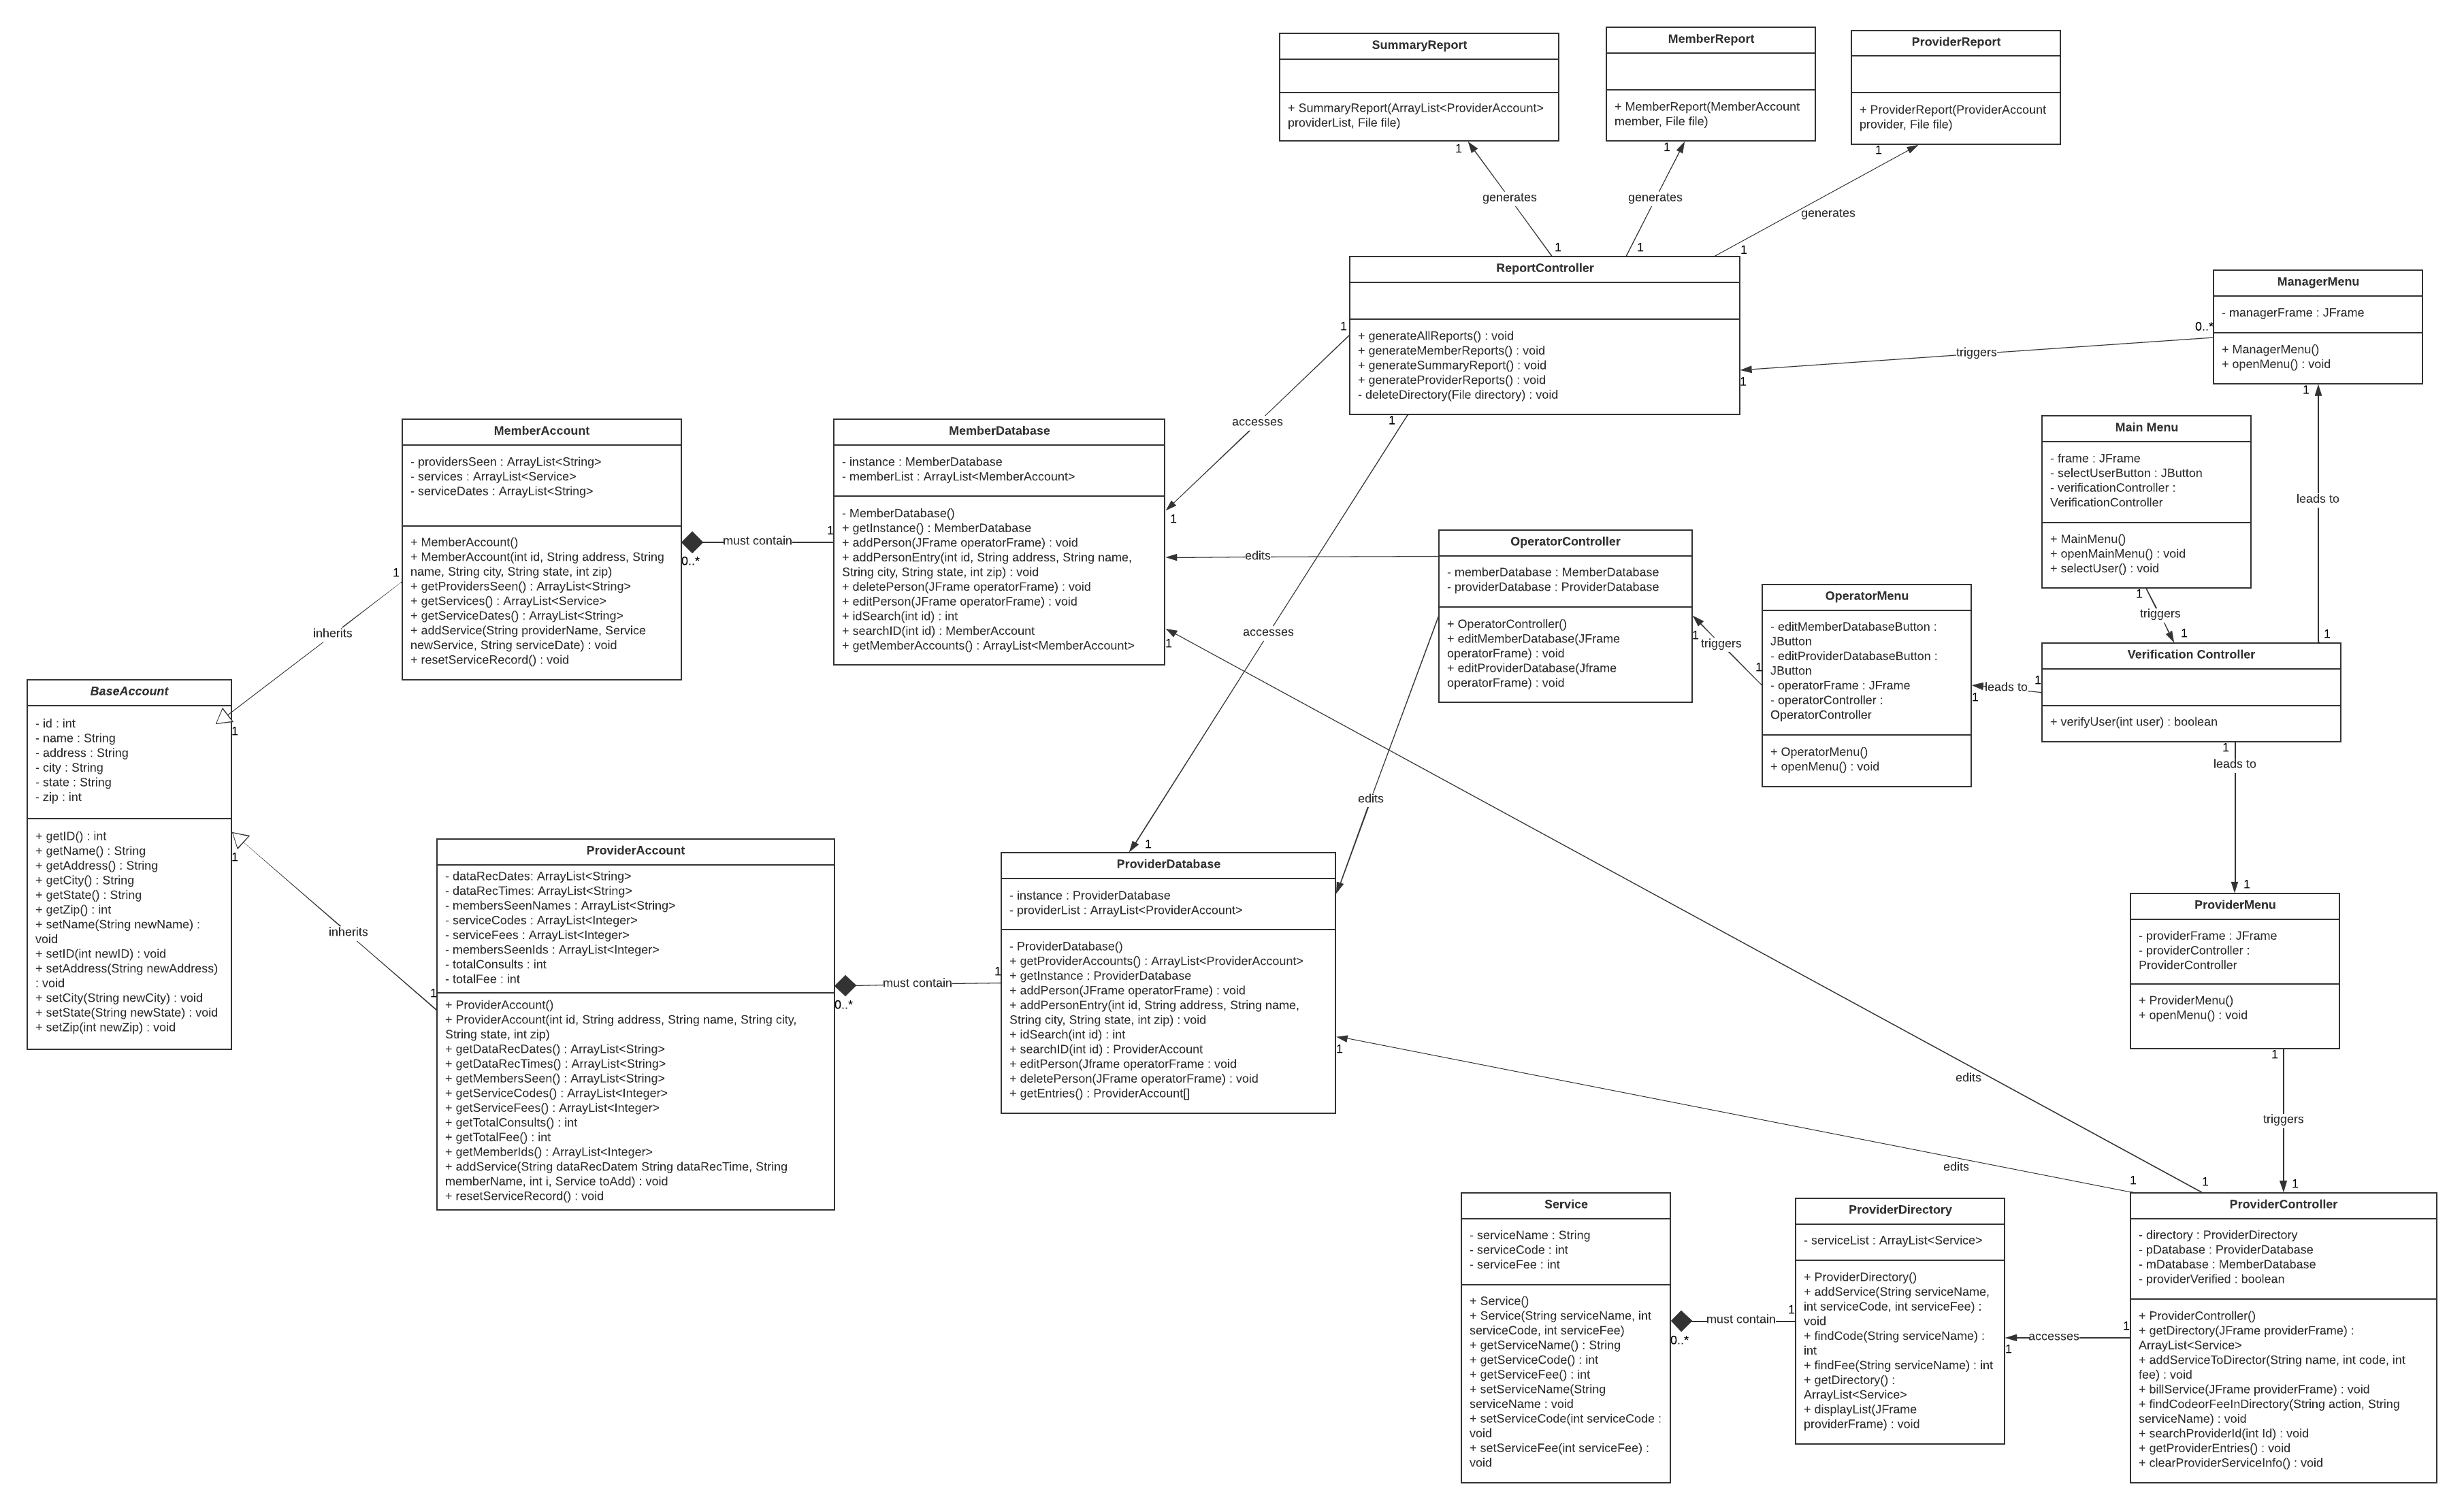 SummaryReport
+ SummaryReport(ArrayList<ProviderAccount>
providerList, File file)
MemberReport
+ MemberReport(MemberAccount
member, File file)
ProviderReport
+ ProviderReport(ProviderAccount
provider, File file)
1
1
1
generates
generates
generates
1
1
1
ReportController
+ generateAllReports() : void
+ generateMemberReports() : void
+ generateSummaryReport() : void
+ generateProviderReports() : void
- deleteDirectory(File directory) : void
1
1
1
ManagerMenu
- managerFrame : JFrame
+ ManagerMenu()
+ openMenu() : void
0..*
triggers
1
leads to
1
Main Menu
- frame : JFrame
- selectUserButton : JButton
- verificationController :
VerificationController
+ MainMenu()
+ openMainMenu() : void
+ selectUser() : void
1
triggers
1
Verification Controller
+ verifyUser(int user) : boolean
1
leads to
1
1
leads to
1
OperatorMenu
- editMemberDatabaseButton :
JButton
- editProviderDatabaseButton :
JButton
- operatorFrame : JFrame
- operatorController :
OperatorController
+ OperatorMenu()
+ openMenu() : void
1
triggers
1
OperatorController
- memberDatabase : MemberDatabase
- providerDatabase : ProviderDatabase
+ OperatorController()
+ editMemberDatabase(JFrame
operatorFrame) : void
+ editProviderDatabase(Jframe
operatorFrame) : void
edits
edits
accesses
accesses
1
1
MemberAccount
- providersSeen : ArrayList<String>
- services : ArrayList<Service>
- serviceDates : ArrayList<String>
+ MemberAccount()
+ MemberAccount(int id, String address, String
name, String city, String state, int zip)
+ getProvidersSeen() : ArrayList<String>
+ getServices() : ArrayList<Service>
+ getServiceDates() : ArrayList<String>
+ addService(String providerName, Service
newService, String serviceDate) : void
+ resetServiceRecord() : void
0..*
must contain
1
MemberDatabase
- instance : MemberDatabase
- memberList : ArrayList<MemberAccount>
- MemberDatabase()
+ getInstance() : MemberDatabase
+ addPerson(JFrame operatorFrame) : void
+ addPersonEntry(int id, String address, String name,
String city, String state, int zip) : void
+ deletePerson(JFrame operatorFrame) : void
+ editPerson(JFrame operatorFrame) : void
+ idSearch(int id) : int
+ searchID(int id) : MemberAccount
+ getMemberAccounts() : ArrayList<MemberAccount>
1
1
inherits
1
BaseAccount
- id : int
- name : String
- address : String
- city : String
- state : String
- zip : int
+ getID() : int
+ getName() : String
+ getAddress() : String
+ getCity() : String
+ getState() : String
+ getZip() : int
+ setName(String newName) :
void
+ setID(int newID) : void
+ setAddress(String newAddress)
: void
+ setCity(String newCity) : void
+ setState(String newState) : void
+ setZip(int newZip) : void
1
inherits
1
ProviderAccount
- dataRecDates: ArrayList<String>
- dataRecTimes: ArrayList<String>
- membersSeenNames : ArrayList<String>
- serviceCodes : ArrayList<Integer>
- serviceFees : ArrayList<Integer>
- membersSeenIds : ArrayList<Integer>
- totalConsults : int
- totalFee : int
+ ProviderAccount()
+ ProviderAccount(int id, String address, String name, String city,
String state, int zip)
+ getDataRecDates() : ArrayList<String>
+ getDataRecTimes() : ArrayList<String>
+ getMembersSeen() : ArrayList<String>
+ getServiceCodes() : ArrayList<Integer>
+ getServiceFees() : ArrayList<Integer>
+ getTotalConsults() : int
+ getTotalFee() : int
+ getMemberIds() : ArrayList<Integer>
+ addService(String dataRecDatem String dataRecTime, String
memberName, int i, Service toAdd) : void
+ resetServiceRecord() : void
0..*
must contain
1
ProviderDatabase
- instance : ProviderDatabase
- providerList : ArrayList<ProviderAccount>
- ProviderDatabase()
+ getProviderAccounts() : ArrayList<ProviderAccount>
+ getInstance : ProviderDatabase
+ addPerson(JFrame operatorFrame) : void
+ addPersonEntry(int id, String address, String name,
String city, String state, int zip) : void
+ idSearch(int id) : int
+ searchID(int id) : ProviderAccount
+ editPerson(Jframe operatorFrame : void
+ deletePerson(JFrame operatorFrame) : void
+ getEntries() : ProviderAccount[]
1
edits
edits
1
1
ProviderMenu
- providerFrame : JFrame
- providerController :
ProviderController
+ ProviderMenu()
+ openMenu() : void
1
triggers
1
Service
- serviceName : String
- serviceCode : int
- serviceFee : int
+ Service()
+ Service(String serviceName, int
serviceCode, int serviceFee)
+ getServiceName() : String
+ getServiceCode() : int
+ getServiceFee() : int
+ setServiceName(String
serviceName : void
+ setServiceCode(int serviceCode :
void
+ setServiceFee(int serviceFee) :
void
0..*
must contain
1
ProviderDirectory
- serviceList : ArrayList<Service>
+ ProviderDirectory()
+ addService(String serviceName,
int serviceCode, int serviceFee) :
void
+ findCode(String serviceName) :
int
+ findFee(String serviceName) : int
+ getDirectory() :
ArrayList<Service>
+ displayList(JFrame
providerFrame) : void
1
accesses
1
ProviderController
- directory : ProviderDirectory
- pDatabase : ProviderDatabase
- mDatabase : MemberDatabase
- providerVerified : boolean
+ ProviderController()
+ getDirectory(JFrame providerFrame) :
ArrayList<Service>
+ addServiceToDirector(String name, int code, int
fee) : void
+ billService(JFrame providerFrame) : void
+ findCodeorFeeInDirectory(String action, String
serviceName) : void
+ searchProviderId(int Id) : void
+ getProviderEntries() : void
+ clearProviderServiceInfo() : void